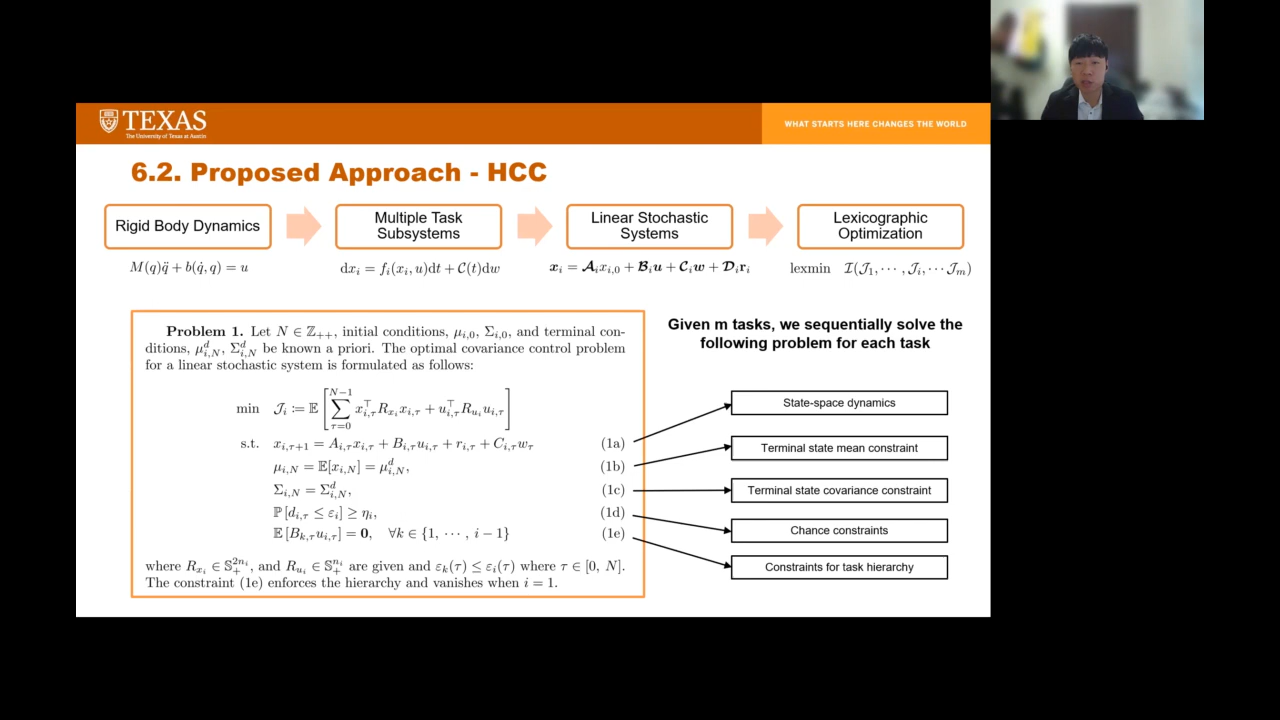 TEXAS
The University of Texas at Austin
WHAT STARTS HERE CHANGES THE WORLD
6.2. Proposed Approach - HCC
Rigid Body Dynamics
Multiple Task
Subsystems
Linear Stochastic
Systems
Lexicographic
Optimization
M(q)q̈ + b(q̇, q) = u
dx_i = f_i(x_i, u)dt + C(t)dw
x_i = A_i x_{i,0} + B_i u + C_i w + D_i r_i
lexmin I(J_1, ⋯ , J_i, ⋯ J_m)
Problem 1. Let N ∈ Z_{++}, initial conditions, μ_{i,0}, Σ_{i,0}, and terminal con-
ditions, μ^d_{i,N}, Σ^d_{i,N} be known a priori. The optimal covariance control problem
for a linear stochastic system is formulated as follows:
min J_i := E [ ∑_{τ=0}^{N−1} x_{i,τ}^⊤ R_{x_i} x_{i,τ} + u_{i,τ}^⊤ R_{u_i} u_{i,τ} ]
s.t. x_{i,τ+1} = A_{i,τ}x_{i,τ} + B_{i,τ}u_{i,τ} + r_{i,τ} + C_{i,τ}w_τ (1a)
μ_{i,N} = E[x_{i,N}] = μ^d_{i,N}, (1b)
Σ_{i,N} = Σ^d_{i,N}, (1c)
P [d_{i,τ} ≤ ε_i] ≥ η_i, (1d)
E [B_{k,τ}u_{i,τ}] = 0, ∀k ∈ {1, ⋯ , i − 1} (1e)
where R_{x_i} ∈ S_+^{2n_i}, and R_{u_i} ∈ S_+^{n_i} are given and ε_k(τ) ≤ ε_i(τ) where τ ∈ [0, N].
The constraint (1e) enforces the hierarchy and vanishes when i = 1.
Given m tasks, we sequentially solve the
following problem for each task
State-space dynamics
Terminal state mean constraint
Terminal state covariance constraint
Chance constraints
Constraints for task hierarchy